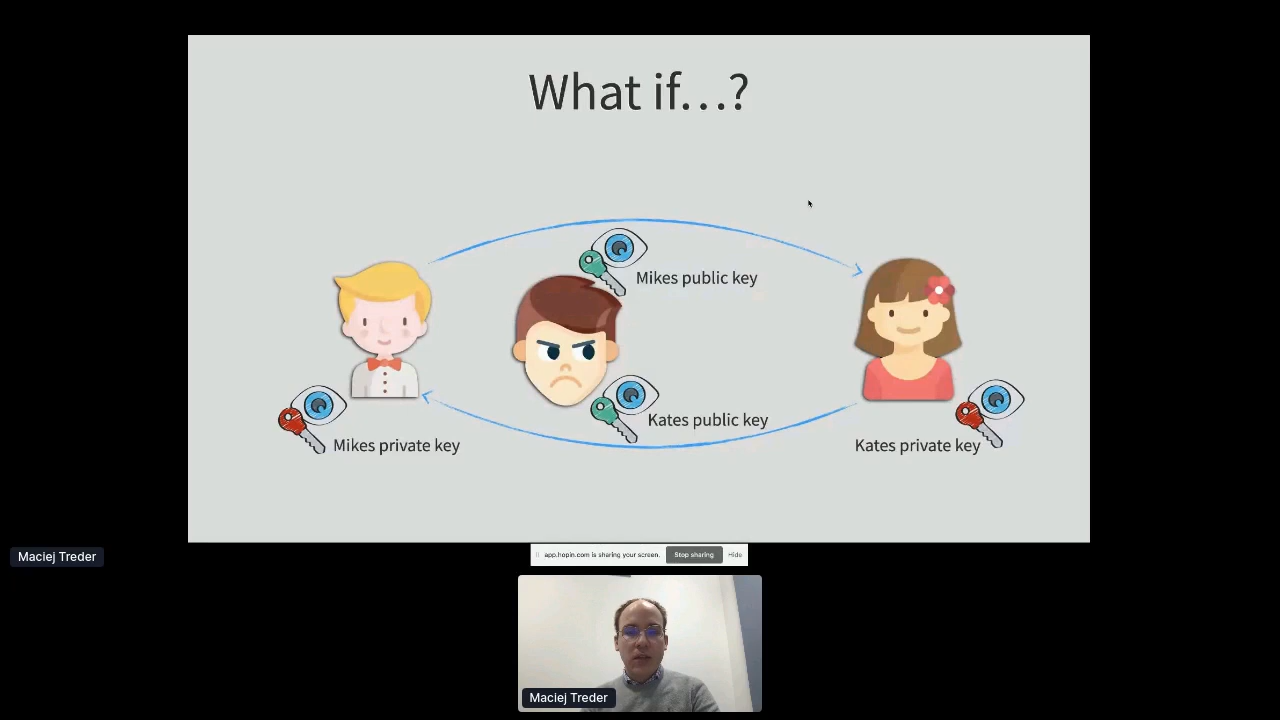 What if...?
Mikes public key
Kates public key
Mikes private key
Kates private key
Maciej Treder
app.hopin.com is sharing your screen. Stop sharing Hide
Maciej Treder